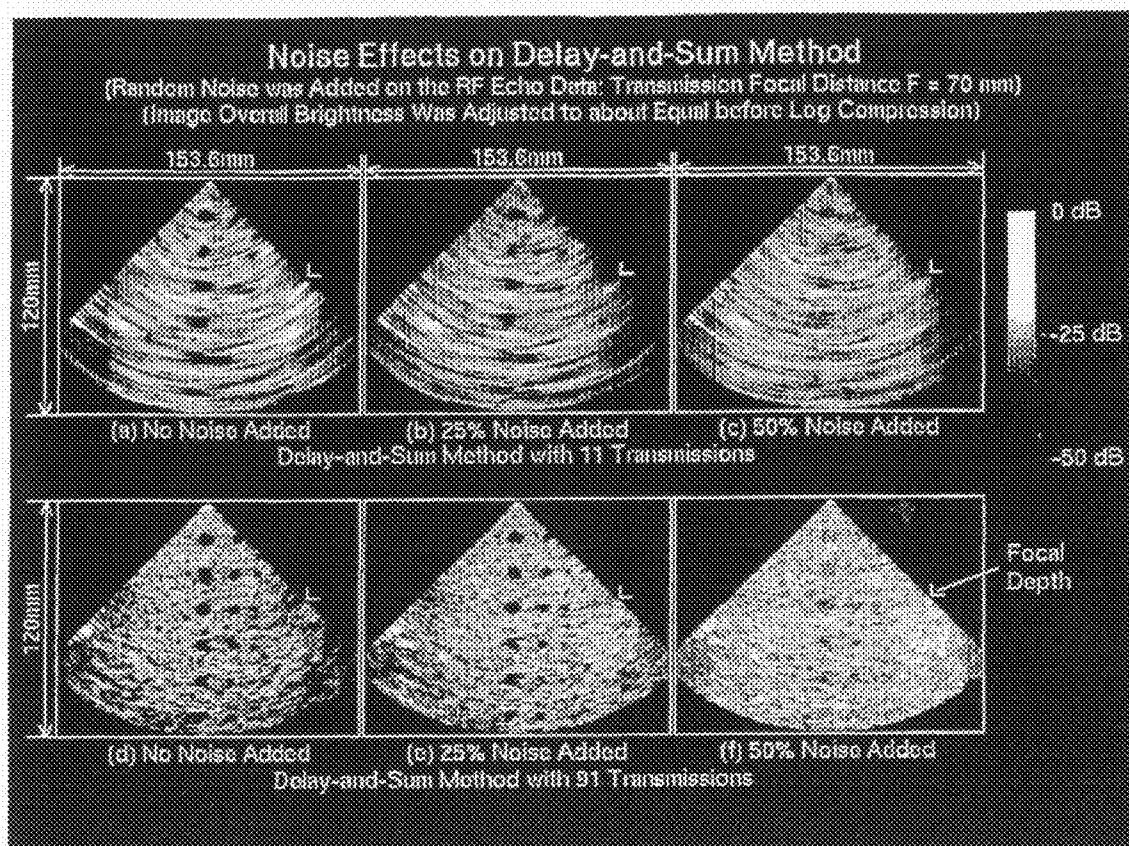 Noise Effects on Delay-and-Sum Method
(Random Noise was Added on the RF Echo Data: Transmission Focal Distance F = 70 mm)
(Image Overall Brightness Was Adjusted to about Equal before Log Compression)
153.6mm 153.6mm 153.6mm
120mm
0 dB
-25 dB
-50 dB
(a) No Noise Added (b) 25% Noise Added (c) 50% Noise Added
Delay-and-Sum Method with 11 Transmissions
120mm
Focal
Depth
(d) No Noise Added (e) 25% Noise Added (f) 50% Noise Added
Delay-and-Sum Method with 91 Transmissions